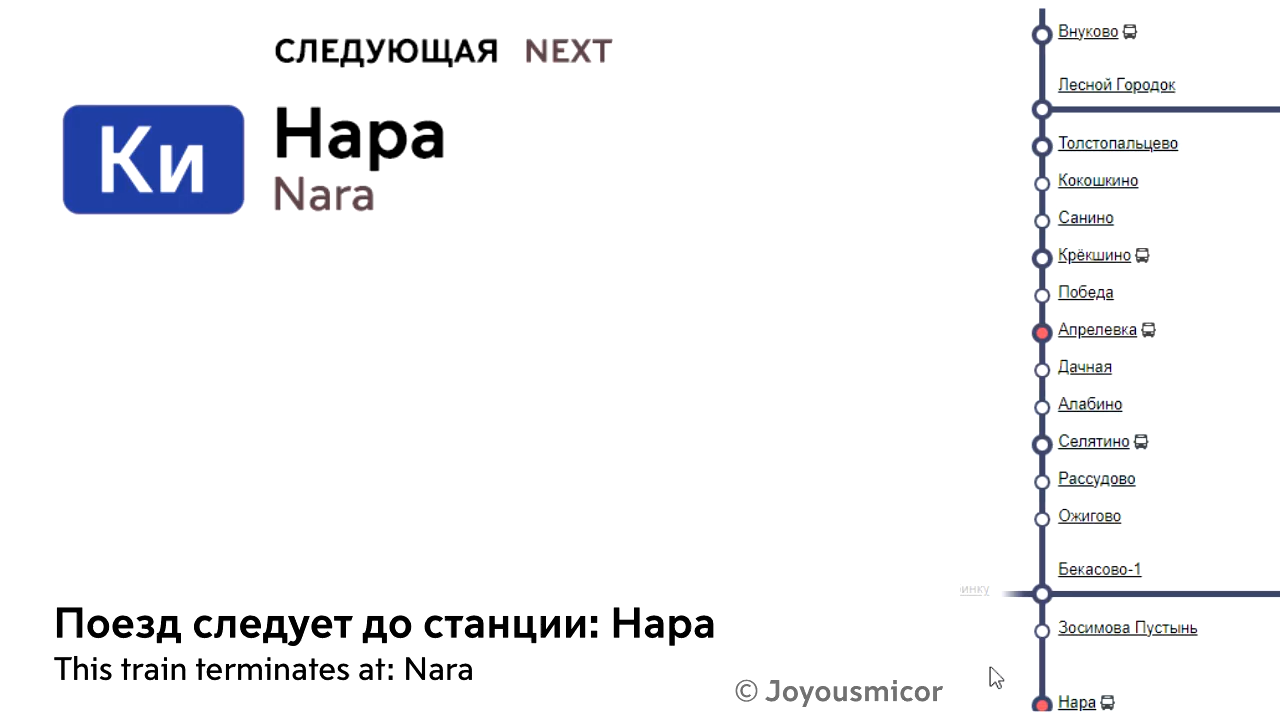 СЛЕДУЮЩАЯ NEXT
Ки
Нара
Nara
Поезд следует до станции: Нара
This train terminates at: Nara
© Joyousmicor
Внуково
Лесной Городок
Толстопальцево
Кокошкино
Санино
Крёкшино
Победа
Апрелевка
Дачная
Алабино
Селятино
Рассудово
Ожигово
Бекасово-1
Зосимова Пустынь
Нара